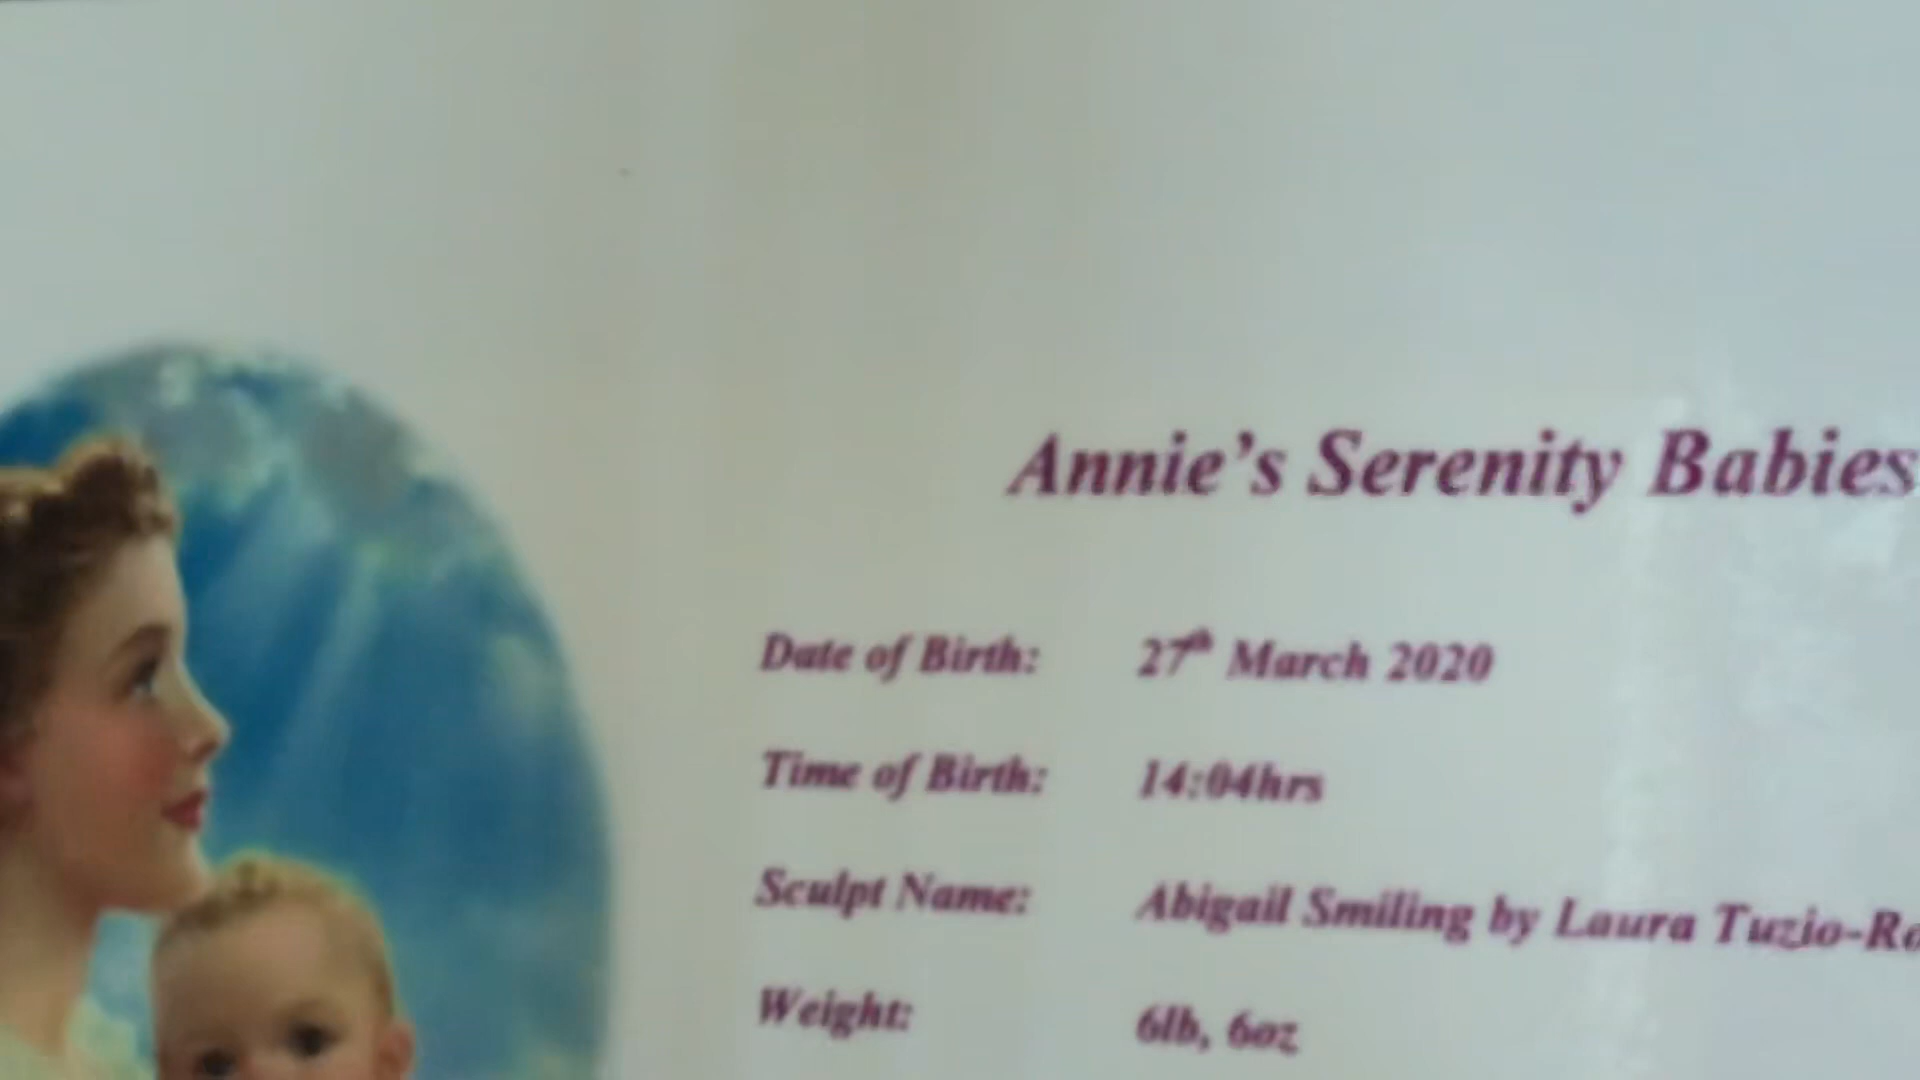 Annie's Serenity Babies
Date of Birth: 27th March 2020
Time of Birth: 14:04hrs
Sculpt Name: Abigail Smiling by Laura Tuzio-Ro
Weight: 6lb, 6oz